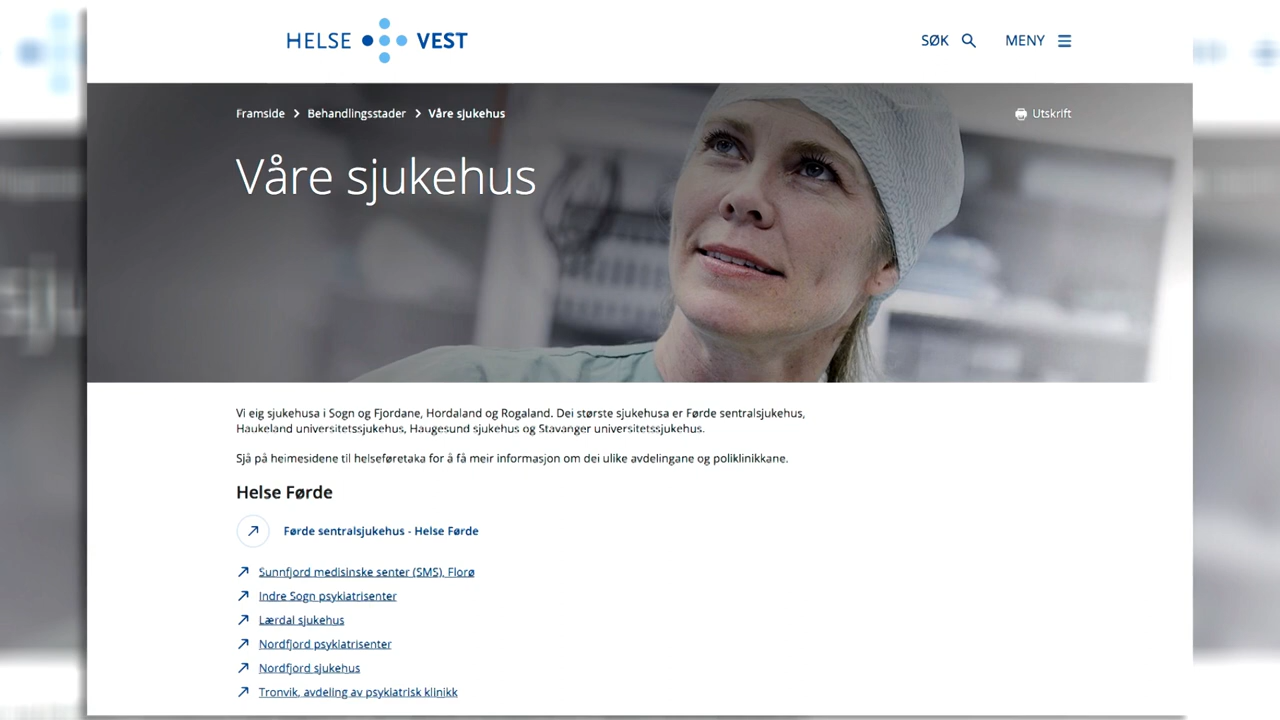 HELSE VEST
SØK
MENY
Framside > Behandlingsstader > Våre sjukehus
Utskrift
Våre sjukehus
Vi eig sjukehusa i Sogn og Fjordane, Hordaland og Rogaland. Dei største sjukehusa er Førde sentralsjukehus,
Haukeland universitetssjukehus, Haugesund sjukehus og Stavanger universitetssjukehus.
Sjå på heimesidene til helseføretaka for å få meir informasjon om dei ulike avdelingane og poliklinikkane.
Helse Førde
Førde sentralsjukehus - Helse Førde
Sunnfjord medisinske senter (SMS), Florø
Indre Sogn psykiatrisenter
Lærdal sjukehus
Nordfjord psykiatrisenter
Nordfjord sjukehus
Tronvik, avdeling av psykiatrisk klinikk